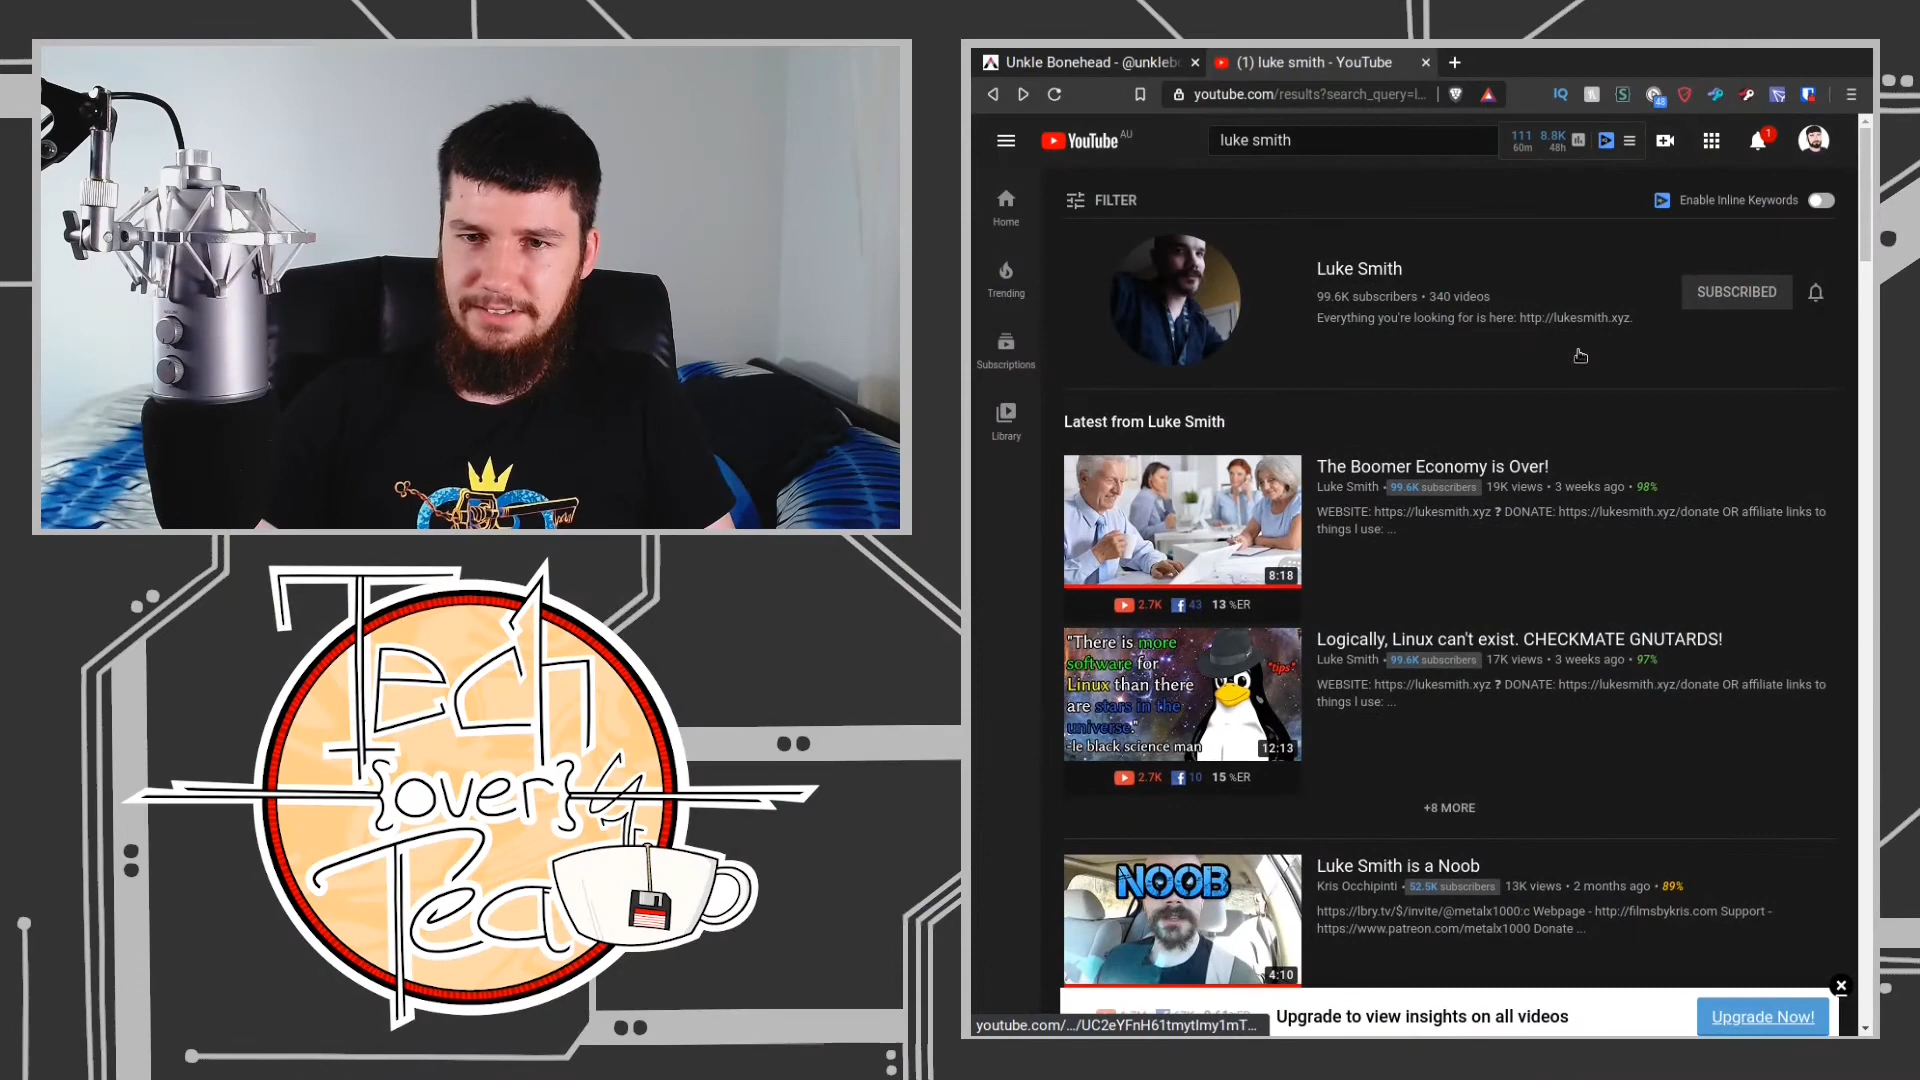 Tech
{over}
Tea
Unkle Bonehead - @unklebo
(1) luke smith - YouTube
youtube.com/results?search_query=l...
IQ
48
YouTube AU
luke smith
111 8.8K
60m 48h
1
Home
Trending
Subscriptions
Library
FILTER
Enable Inline Keywords
Luke Smith
99.6K subscribers • 340 videos
Everything you're looking for is here: http://lukesmith.xyz.
SUBSCRIBED
Latest from Luke Smith
8:18
The Boomer Economy is Over!
Luke Smith • 99.6K subscribers 19K views • 3 weeks ago • 98%
WEBSITE: https://lukesmith.xyz ? DONATE: https://lukesmith.xyz/donate OR affiliate links to
things I use: ...
2.7K 43 13 %ER
"There is more
software for
Linux than there
are stars in the
universe."
-le black science man
*tips*
12:13
Logically, Linux can't exist. CHECKMATE GNUTARDS!
Luke Smith • 99.6K subscribers 17K views • 3 weeks ago • 97%
WEBSITE: https://lukesmith.xyz ? DONATE: https://lukesmith.xyz/donate OR affiliate links to
things I use: ...
2.7K 10 15 %ER
+8 MORE
NOOB
4:10
Luke Smith is a Noob
Kris Occhipinti • 52.5K subscribers 13K views • 2 months ago • 89%
https://lbry.tv/$/invite/@metalx1000:c Webpage - http://filmsbykris.com Support -
https://www.patreon.com/metalx1000 Donate ...
Upgrade to view insights on all videos
Upgrade Now!
youtube.com/.../UC2eYFnH61tmytImy1mT...